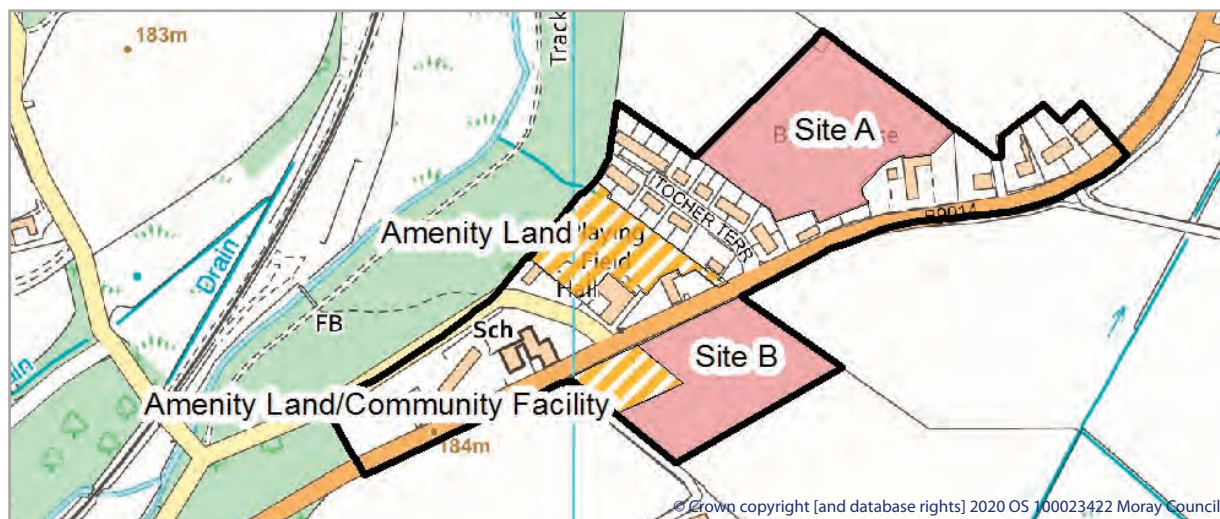 183m
Track
Site A
TOCHER TERR
B9014
Amenity Land
Playing
Field
Hall
Drain
FB
Sch
Site B
Amenity Land/Community Facility
184m
© Crown copyright [and database rights] 2020 OS 100023422 Moray Council